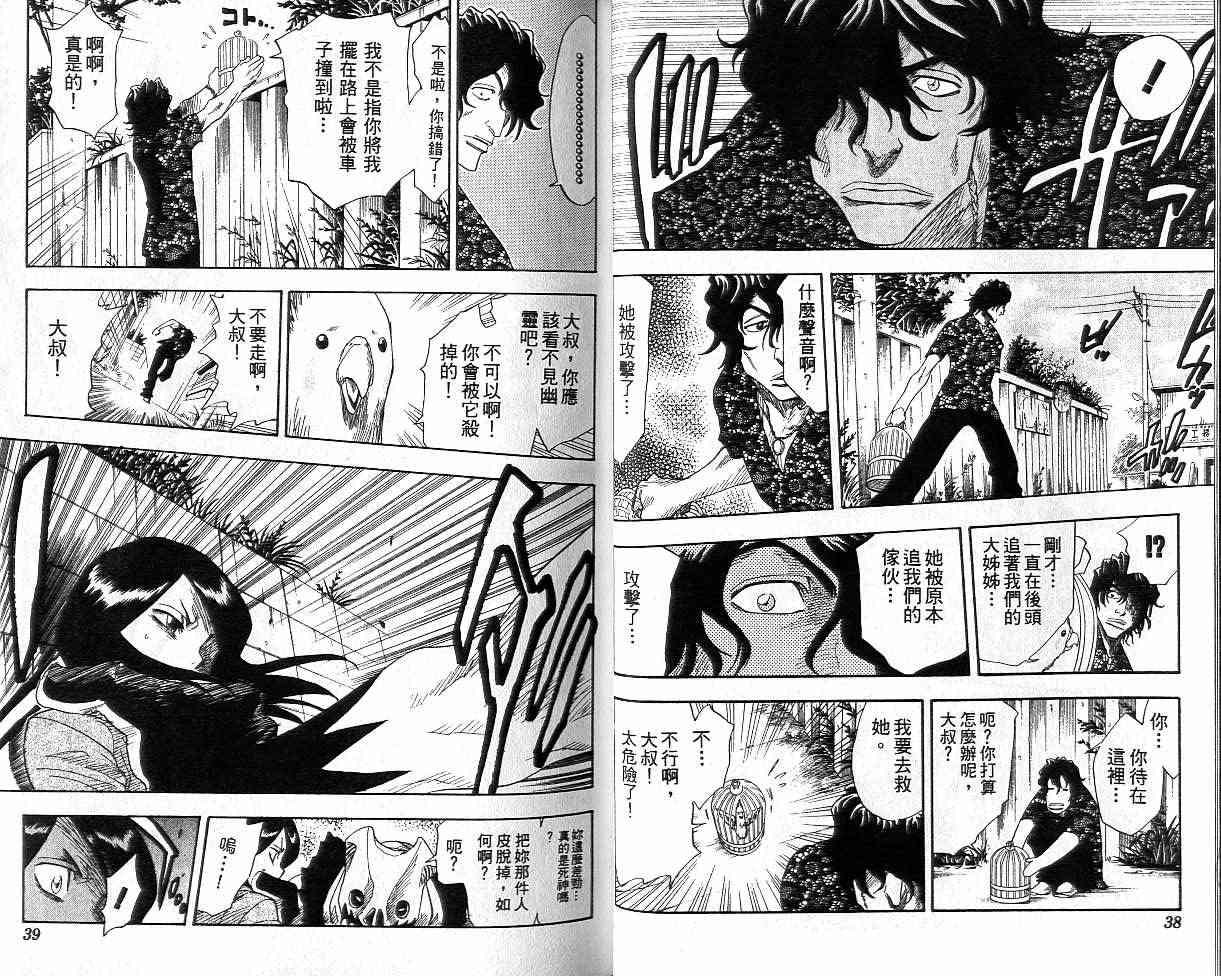 !
什麼聲音啊?
她被攻擊了…
工務
!?
剛才…
一直在後頭
追著我們的
大姊姊…
她被原本
追我們的
傢伙…
攻擊了…
你…
你待在
這裡…
呃?你打算
怎麼辦呢,
大叔?
我要去救
她。
不…
不行啊,
大叔!
太危險了!
38
不是啦,你搞錯了!
我不是指你將我
擺在路上會被車
子撞到啦…
コト…
啊啊,
真是的!
大叔,你應
該看不見幽
靈吧?
不可以啊!
你會被它殺
掉的!
不要走啊,
大叔!
大叔!
妳這麼差勁…
真的是死神嗎
?
把妳那件人
皮脫掉,如
何啊?
呃?
嗚…
!
39